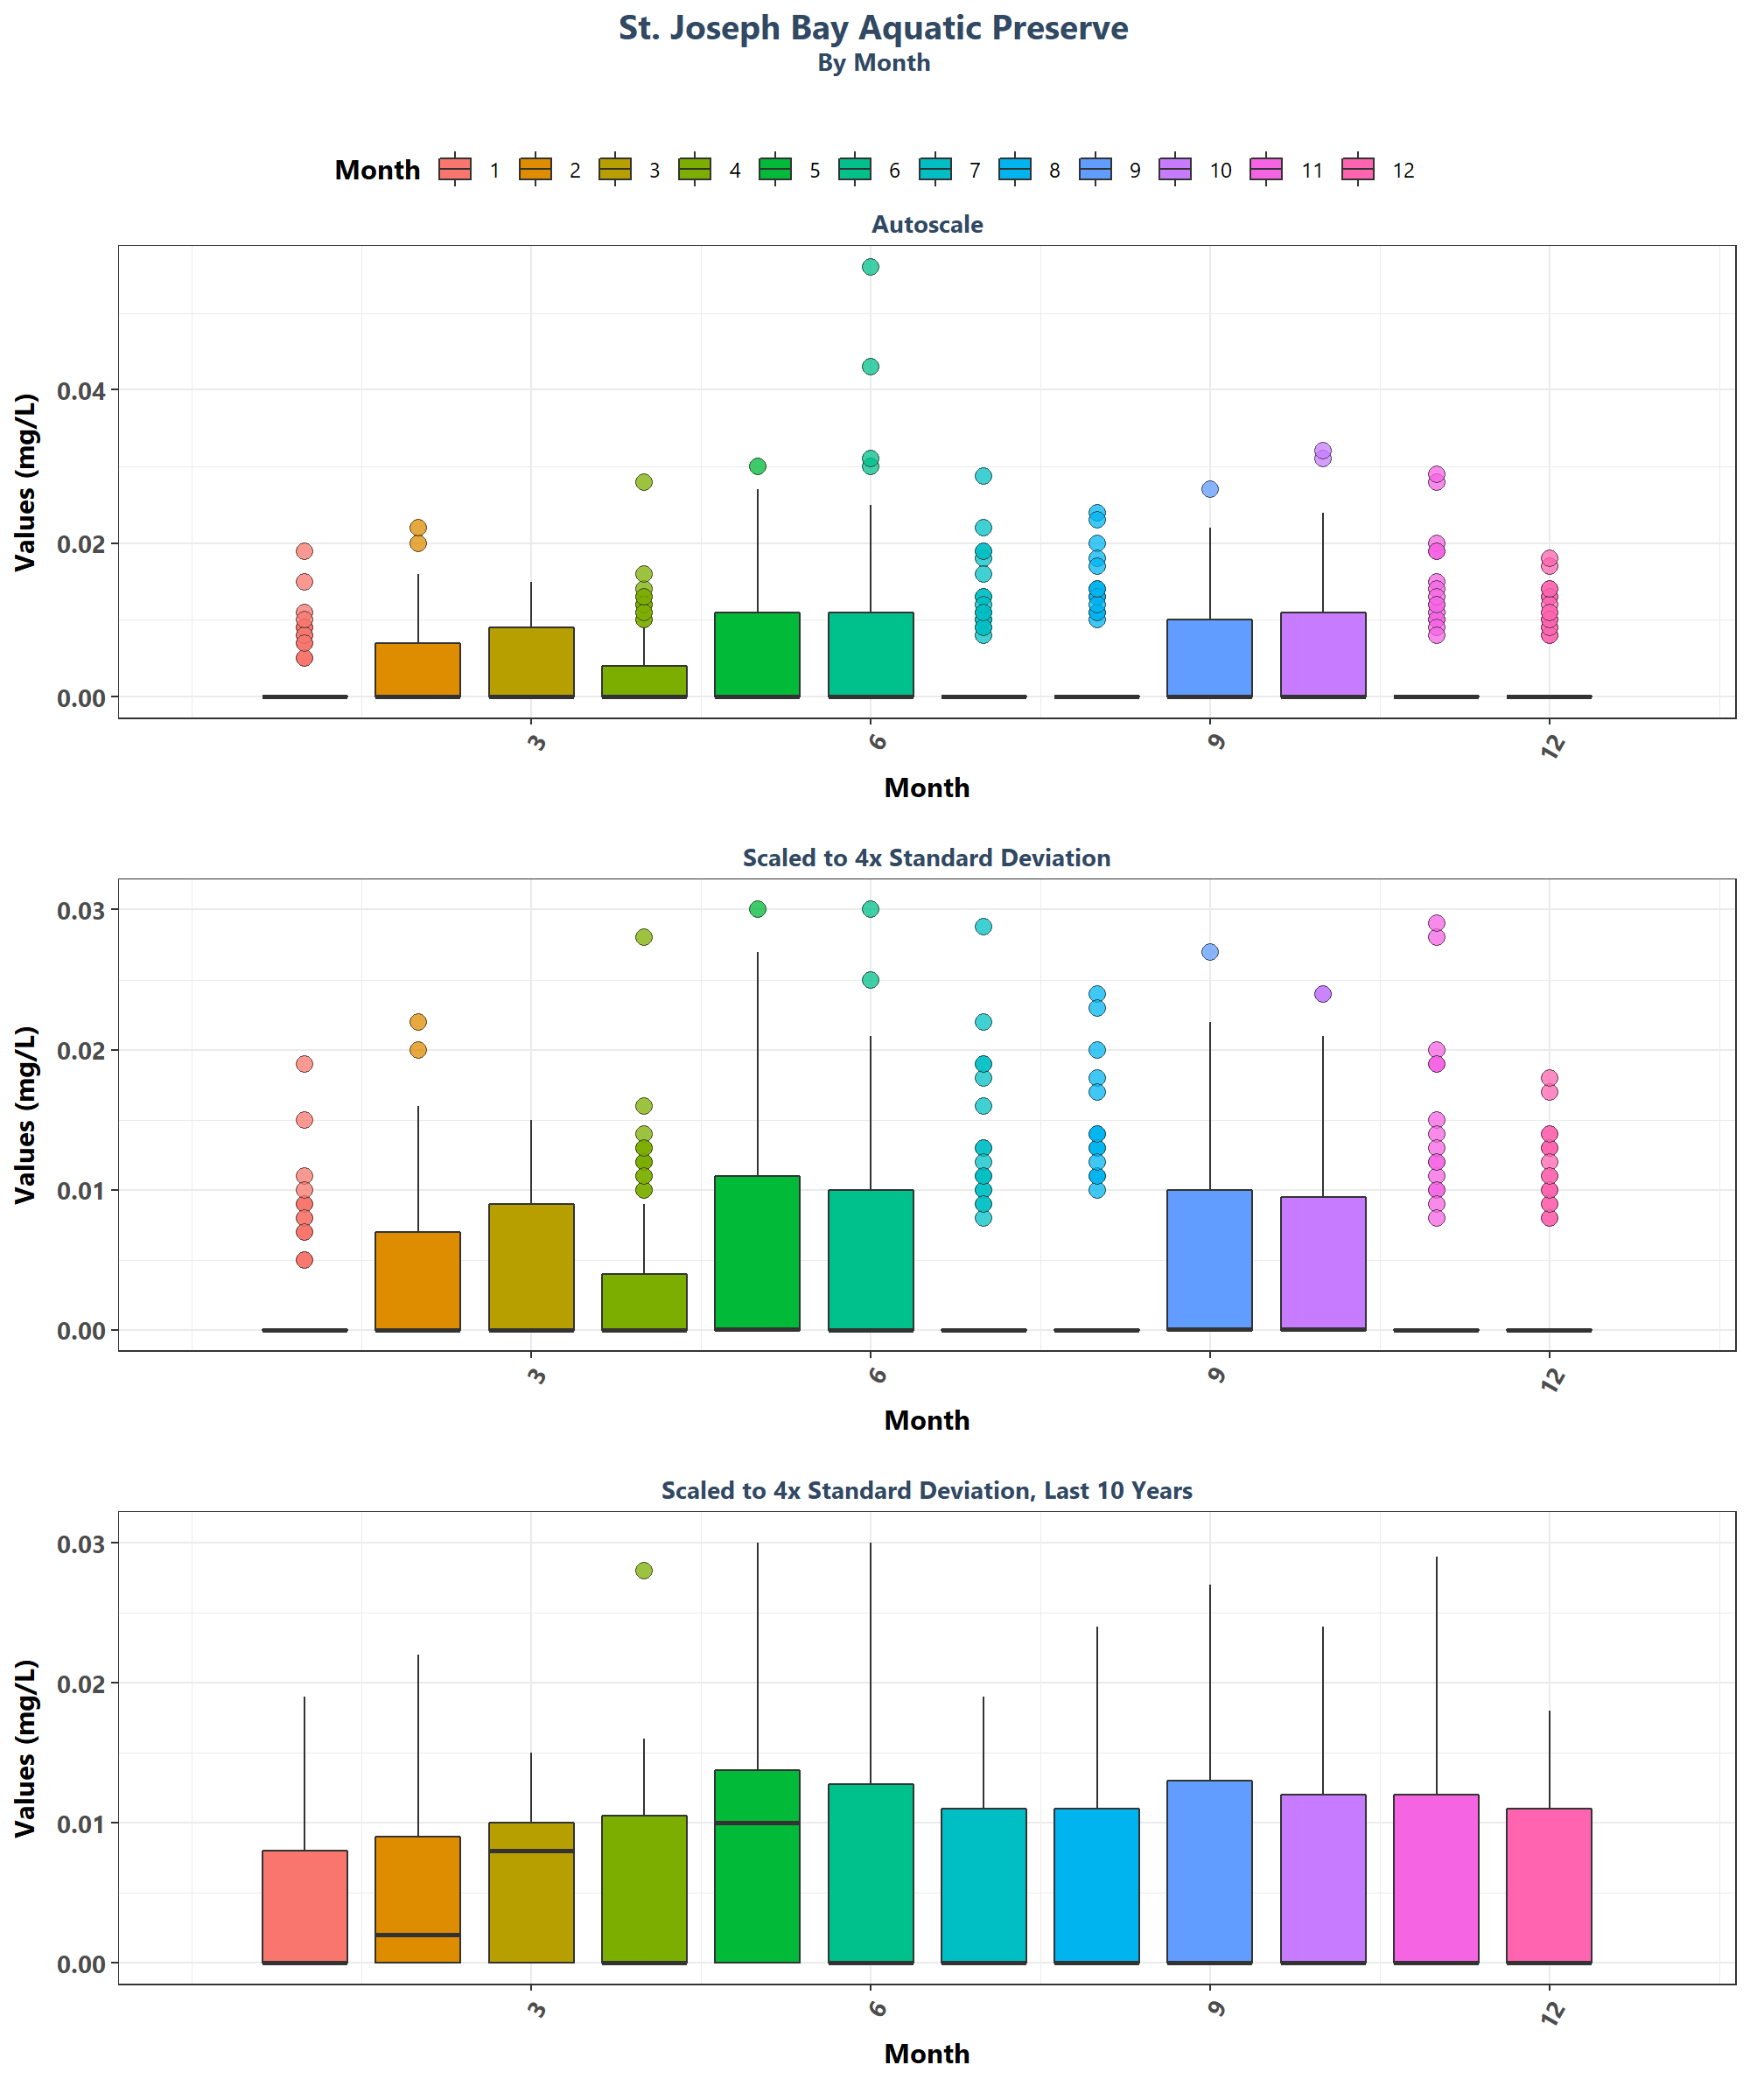 St. Joseph Bay Aquatic Preserve
By Month
Month 1 2 3 4 5 6 7 8 9 10 11 12
Autoscale
Values (mg/L)
0.04
0.02
0.00
3 6 9 12
Month
Scaled to 4x Standard Deviation
Values (mg/L)
0.03
0.02
0.01
0.00
3 6 9 12
Month
Scaled to 4x Standard Deviation, Last 10 Years
Values (mg/L)
0.03
0.02
0.01
0.00
3 6 9 12
Month